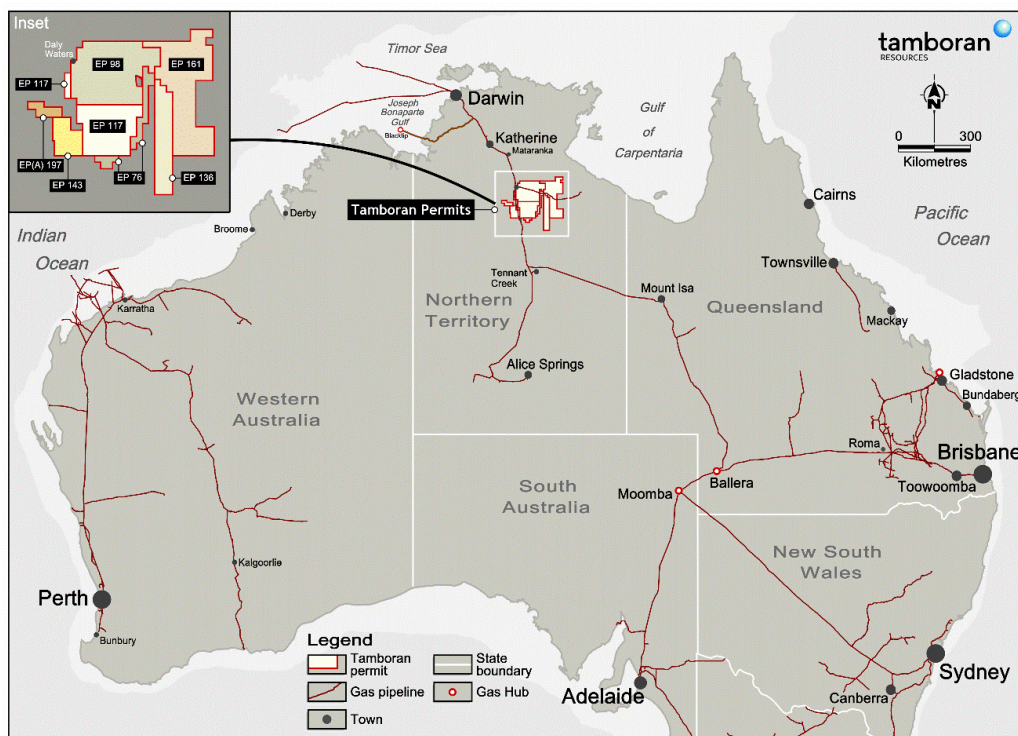 Inset
Daly
Waters
EP 98
EP 161
EP 117
EP 117
EP(A) 197
EP 143
EP 76
EP 136
tamboran
RESOURCES
N
0
300
Kilometres
Timor Sea
Joseph
Bonaparte
Gulf
Blacktip
Darwin
Katherine
Mataranka
Gulf
of
Carpentaria
Tamboran Permits
Cairns
Pacific
Ocean
Indian
Ocean
Derby
Broome
Townsville
Tennant
Creek
Mount Isa
Northern
Territory
Queensland
Mackay
Karratha
Alice Springs
Gladstone
Bundaberg
Western
Australia
Roma
Brisbane
Toowoomba
Ballera
Moomba
South
Australia
New South
Wales
Kalgoorlie
Perth
Bunbury
Sydney
Canberra
Adelaide
Legend
Tamboran
permit
State
boundary
Gas pipeline
Gas Hub
Town